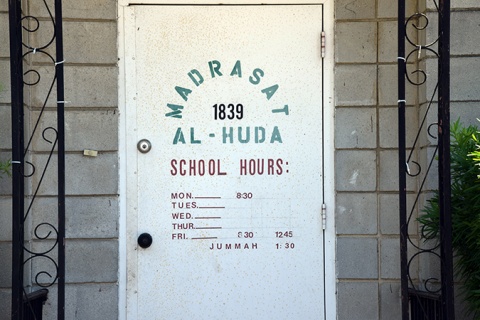 MADRASAT
1839
AL-HUDA
SCHOOL HOURS:
MON. 8:30
TUES.
WED.
THUR.
FRI. 8:30 12:45
JUMMAH 1:30